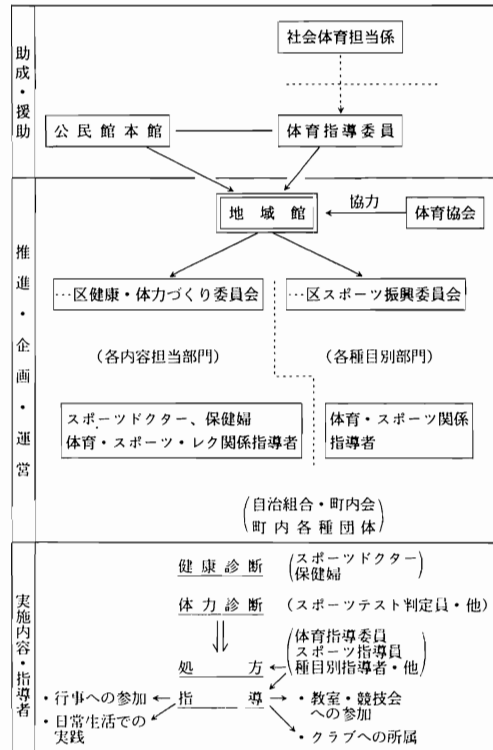 助成・援助
社会体育担当係
公民館本館
体育指導委員
推進・企画・運営
地域館
協力
体育協会
…区健康・体力づくり委員会
…区スポーツ振興委員会
(各内容担当部門)
(各種目別部門)
スポーツドクター、保健婦
体育・スポーツ・レク関係指導者
体育・スポーツ関係
指導者
(自治組合・町内会
町内各種団体)
実施内容・指導者
健康診断
(スポーツドクター
保健婦)
体力診断
(スポーツテスト判定員・他)
処方
(体育指導委員
スポーツ指導員
種目別指導者・他)
指導
・行事への参加
・日常生活での
実践
・教室・競技会
への参加
・クラブへの所属